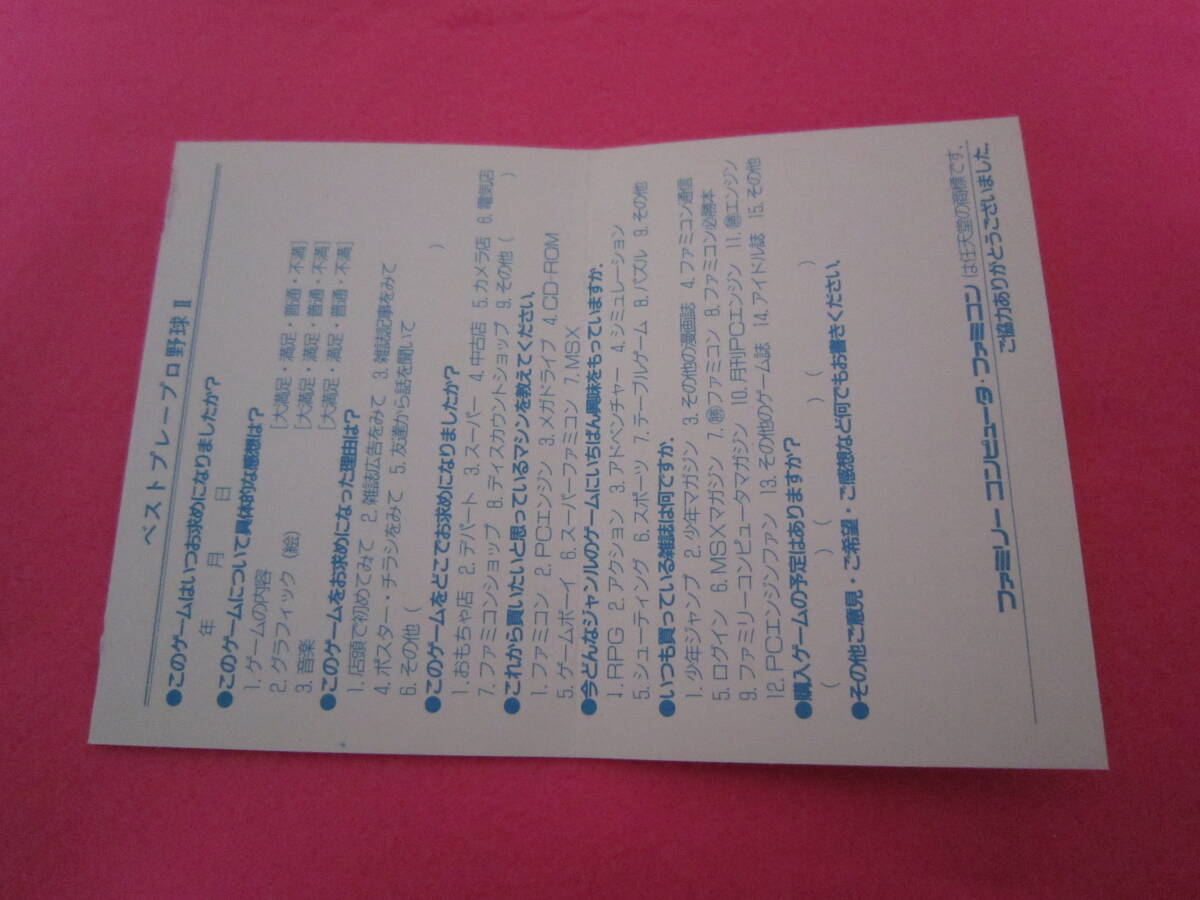 ベストプレープロ野球Ⅱ
●このゲームはいつお求めになりましたか?
年 月 日
●このゲームについて具体的な感想は?
1. ゲームの内容 [大満足・満足・普通・不満]
2. グラフィック (絵) [大満足・満足・普通・不満]
3. 音楽 [大満足・満足・普通・不満]
●このゲームをお求めになった理由は?
1. 店頭で初めてみて 2. 雑誌広告をみて 3. 雑誌記事をみて
4. ポスター・チラシをみて 5. 友達から話を聞いて
6. その他 ( )
●このゲームをどこでお求めになりましたか?
1. おもちゃ店 2. デパート 3. スーパー 4. 中古店 5. カメラ店 6. 電気店
7. ファミコンショップ 8. ディスカウントショップ 9. その他 ( )
●これから買いたいと思っているマシンを教えてください。
1. ファミコン 2. PCエンジン 3. メガドライブ 4. CD-ROM
5. ゲームボーイ 6. スーパーファミコン 7. MSX
●今どんなジャンルのゲームにいちばん興味をもっていますか。
1. RPG 2. アクション 3. アドベンチャー 4. シミュレーション
5. シューティング 6. スポーツ 7. テーブルゲーム 8. パズル 9. その他
●いつも買っている雑誌は何ですか。
1. 少年ジャンプ 2. 少年マガジン 3. その他の漫画誌 4. ファミコン通信
5. ログイン 6. MSXマガジン 7. ㊝ファミコン 8. ファミコン必勝本
9. ファミリーコンピュータマガジン 10. 月刊PCエンジン 11. ㊝エンジン
12. PCエンジンファン 13. その他のゲーム誌 14. アイドル誌 15. その他
●購入ゲームの予定はありますか?
( ) ( ) ( )
●その他ご意見・ご希望・ご感想など何でもお書きください。
ファミリー コンピュータ・ファミコン は任天堂の商標です。
ご協力ありがとうございました。